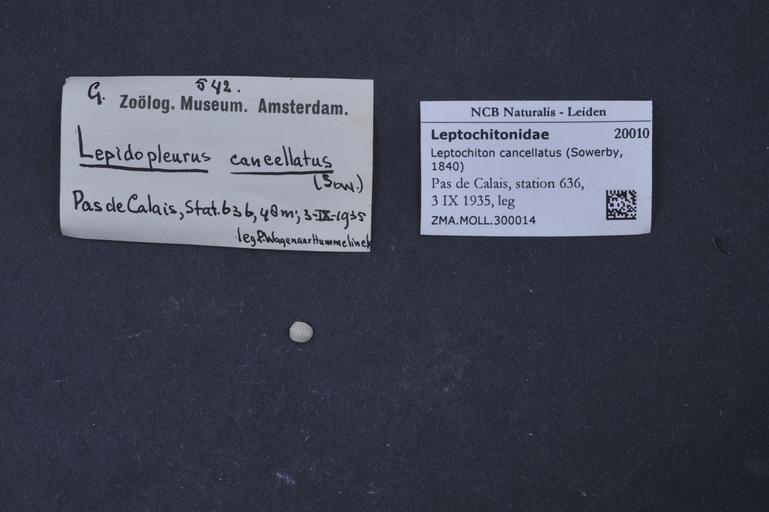 G. 542.
Zoölog. Museum. Amsterdam.
Lepidopleurus cancellatus
(Sow.)
Pas de Calais, Stat. 636, 48 m; 3-IX-1935
leg. P. Wagenaar Hummelinck
NCB Naturalis - Leiden
Leptochitonidae 20010
Leptochiton cancellatus (Sowerby,
1840)
Pas de Calais, station 636,
3 IX 1935, leg
ZMA.MOLL.300014